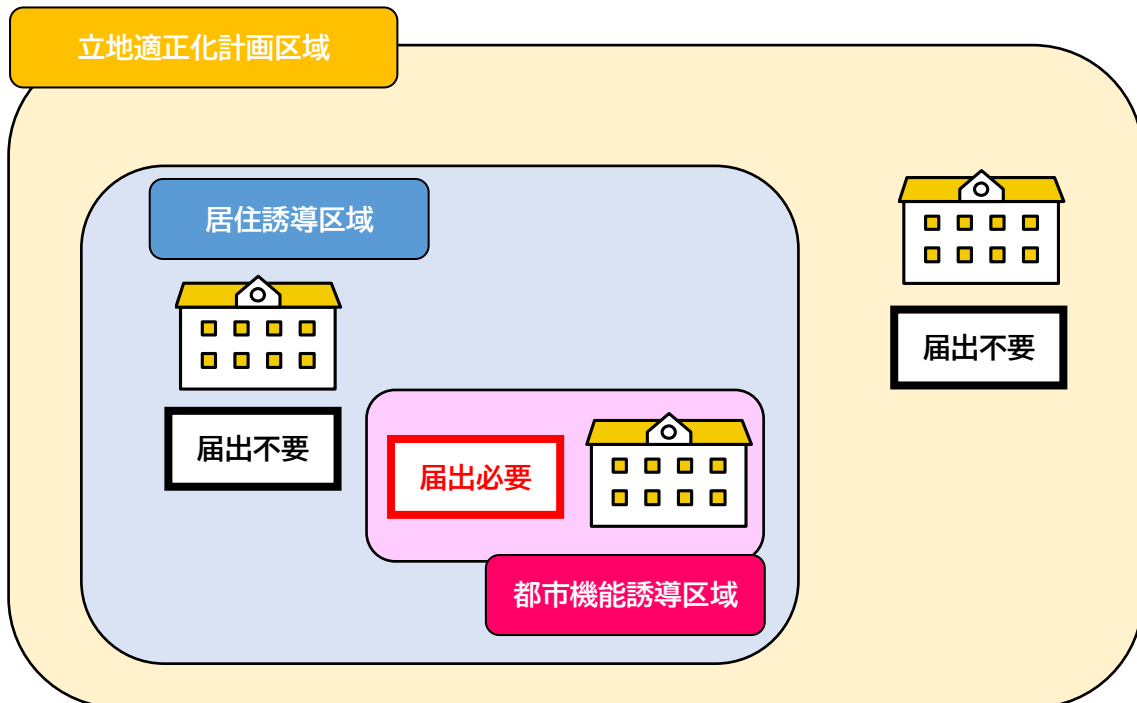 立地適正化計画区域
居住誘導区域
届出不要
届出不要
届出必要
都市機能誘導区域